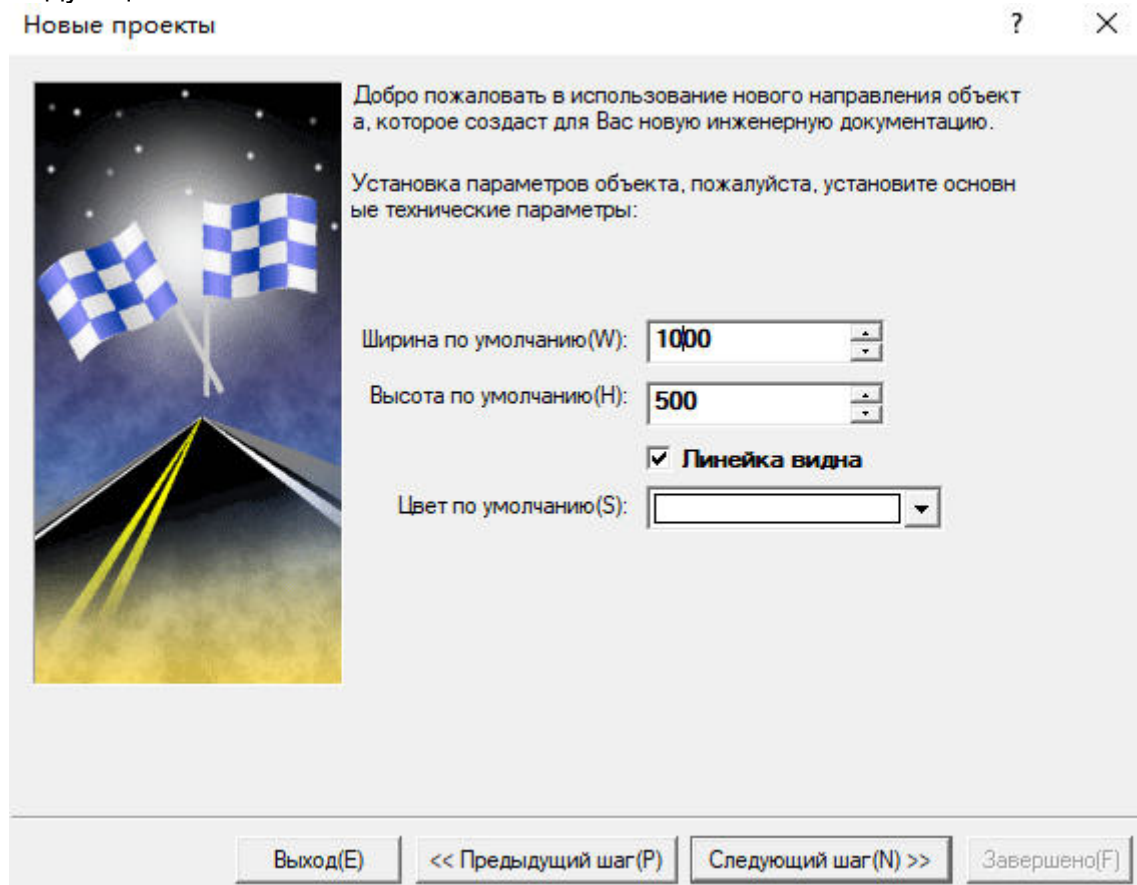 Новые проекты ?
Добро пожаловать в использование нового направления объект
а, которое создаст для Вас новую инженерную документацию.
Установка параметров объекта, пожалуйста, установите основн
ые технические параметры:
Ширина по умолчанию(W): 1000
Высота по умолчанию(H): 500
Линейка видна
Цвет по умолчанию(S):
Выход(E) << Предыдущий шаг(P) Следующий шаг(N) >> Завершено(F)